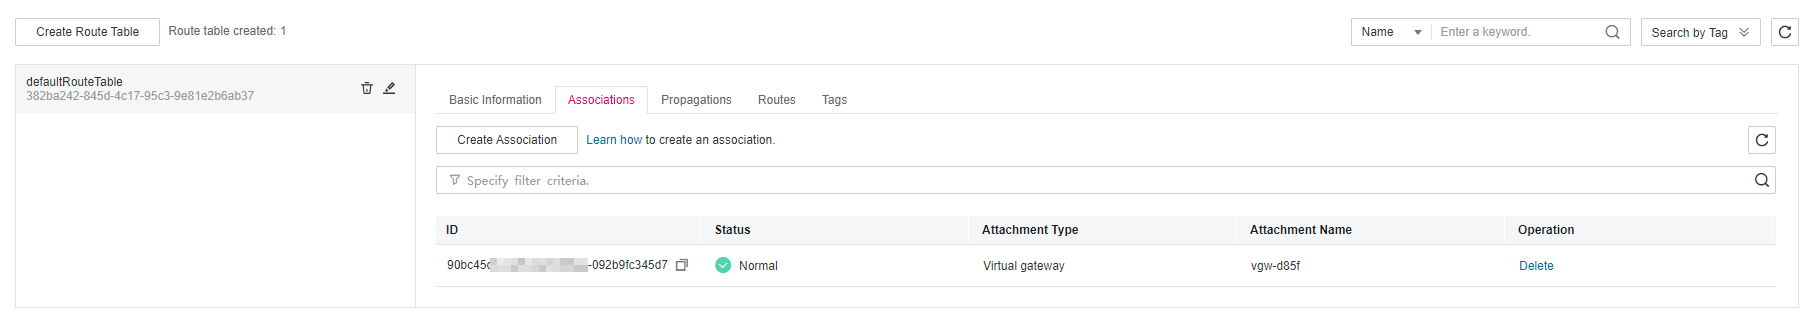 Create Route Table
Route table created: 1
Name
Enter a keyword.
Search by Tag
defaultRouteTable
382ba242-845d-4c17-95c3-9e81e2b6ab37
Basic Information
Associations
Propagations
Routes
Tags
Create Association
Learn how to create an association.
Specify filter criteria.
ID
Status
Attachment Type
Attachment Name
Operation
90bc45 -092b9fc345d7
Normal
Virtual gateway
vgw-d85f
Delete